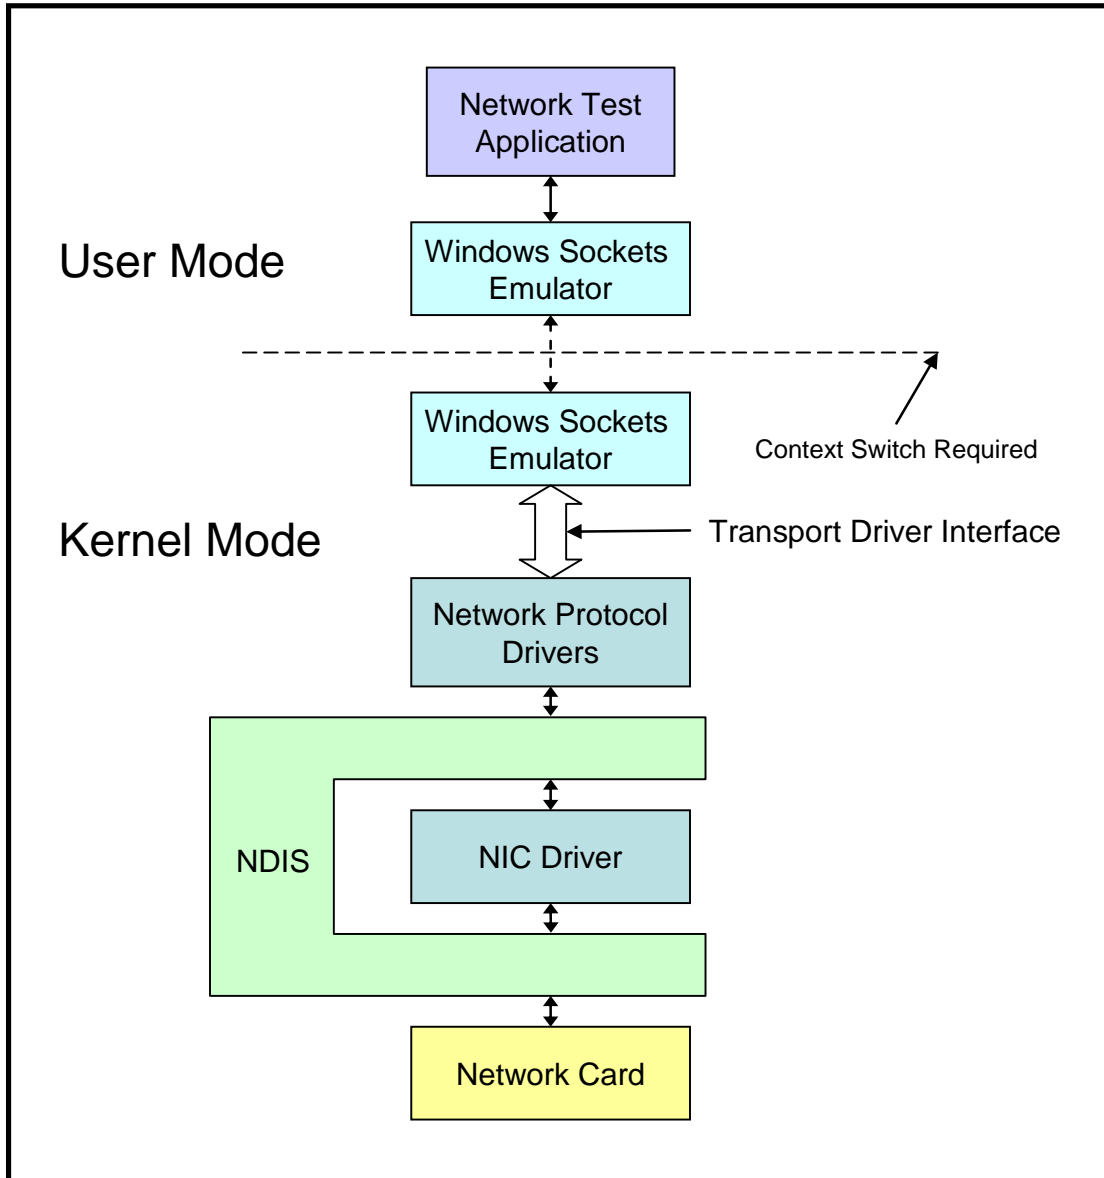 Network Test
Application
User Mode
Windows Sockets
Emulator
Windows Sockets
Emulator
Context Switch Required
Kernel Mode
Transport Driver Interface
Network Protocol
Drivers
NDIS
NIC Driver
Network Card